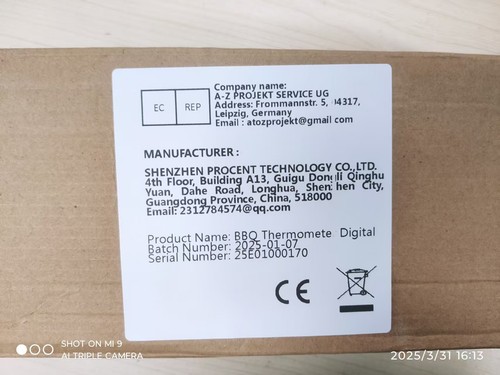 EC REP
Company name:
A-Z PROJEKT SERVICE UG
Address: Frommannstr. 5, 04317,
Leipzig, Germany
Email : atozprojekt@gmail com
MANUFACTURER :
SHENZHEN PROCENT TECHNOLOGY CO.,LTD.
4th Floor, Building A13, Guigu Dongli Qinghu
Yuan, Dahe Road, Longhua, Shenzhen City,
Guangdong Province, China, 518000
Email: 2312784574@qq.com
Product Name: BBQ Thermomete Digital
Batch Number: 2025-01-07
Serial Number: 25E01000170
CE
SHOT ON MI 9
AI TRIPLE CAMERA
2025/3/31 16:13